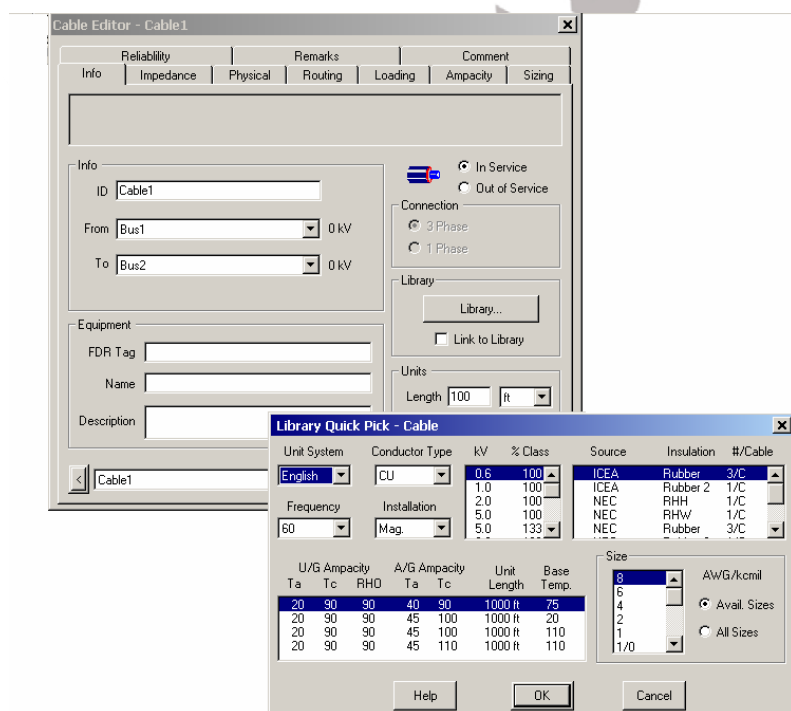 Cable Editor - Cable1
Reliablility Remarks Comment
Info Impedance Physical Routing Loading Ampacity Sizing
Info
ID Cable1
From Bus1 0 kV
To Bus2 0 kV
In Service
Out of Service
Connection
3 Phase
1 Phase
Library
Library...
Link to Library
Equipment
FDR Tag
Name
Description
Units
Length 100 ft
< Cable1
Library Quick Pick - Cable
Unit System Conductor Type kV % Class Source Insulation #/Cable
English CU
Frequency Installation
60 Mag.
0.6 100
1.0 100
2.0 100
5.0 100
5.0 133
ICEA Rubber 3/C
ICEA Rubber 2 1/C
NEC RHH 1/C
NEC RHW 1/C
NEC Rubber 3/C
U/G Ampacity A/G Ampacity Unit Base
Ta Tc RHO Ta Tc Length Temp.
20 90 90 40 90 1000 ft 75
20 90 90 45 100 1000 ft 20
20 90 90 45 100 1000 ft 110
20 90 90 45 110 1000 ft 110
Size
8
6
4
2
1
1/0
AWG/kcmil
Avail. Sizes
All Sizes
Help OK Cancel